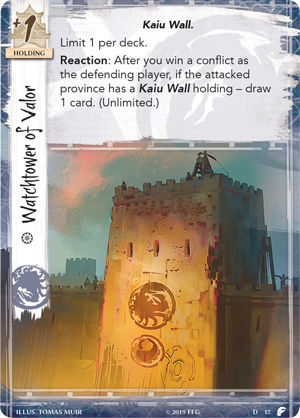 +1
HOLDING
Watchtower of Valor
Kaiu Wall.
Limit 1 per deck.
Reaction: After you win a conflict as
the defending player, if the attacked
province has a Kaiu Wall holding – draw
1 card. (Unlimited.)
ILLUS. TOMAS MUIR
© 2019 FFG
D 17